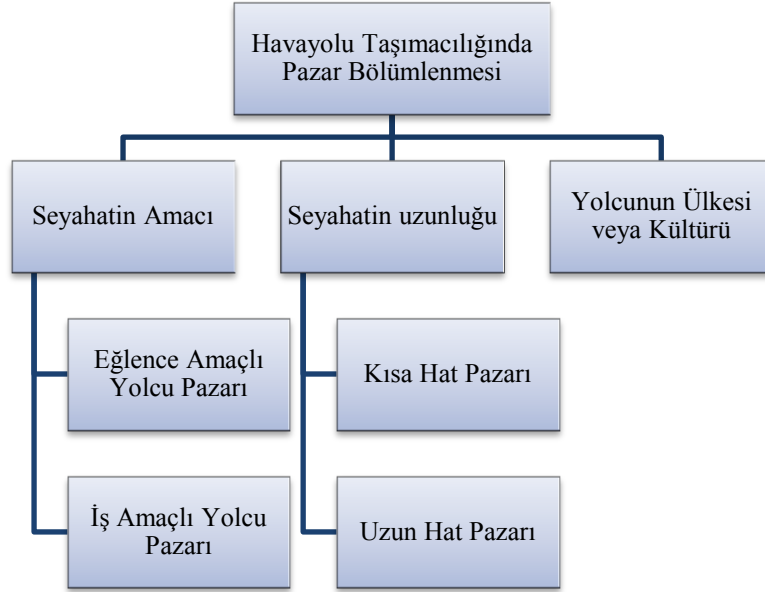 Havayolu Taşımacılığında
Pazar Bölümlenmesi
Seyahatin Amacı
Seyahatin uzunluğu
Yolcunun Ülkesi
veya Kültürü
Eğlence Amaçlı
Yolcu Pazarı
Kısa Hat Pazarı
İş Amaçlı Yolcu
Pazarı
Uzun Hat Pazarı